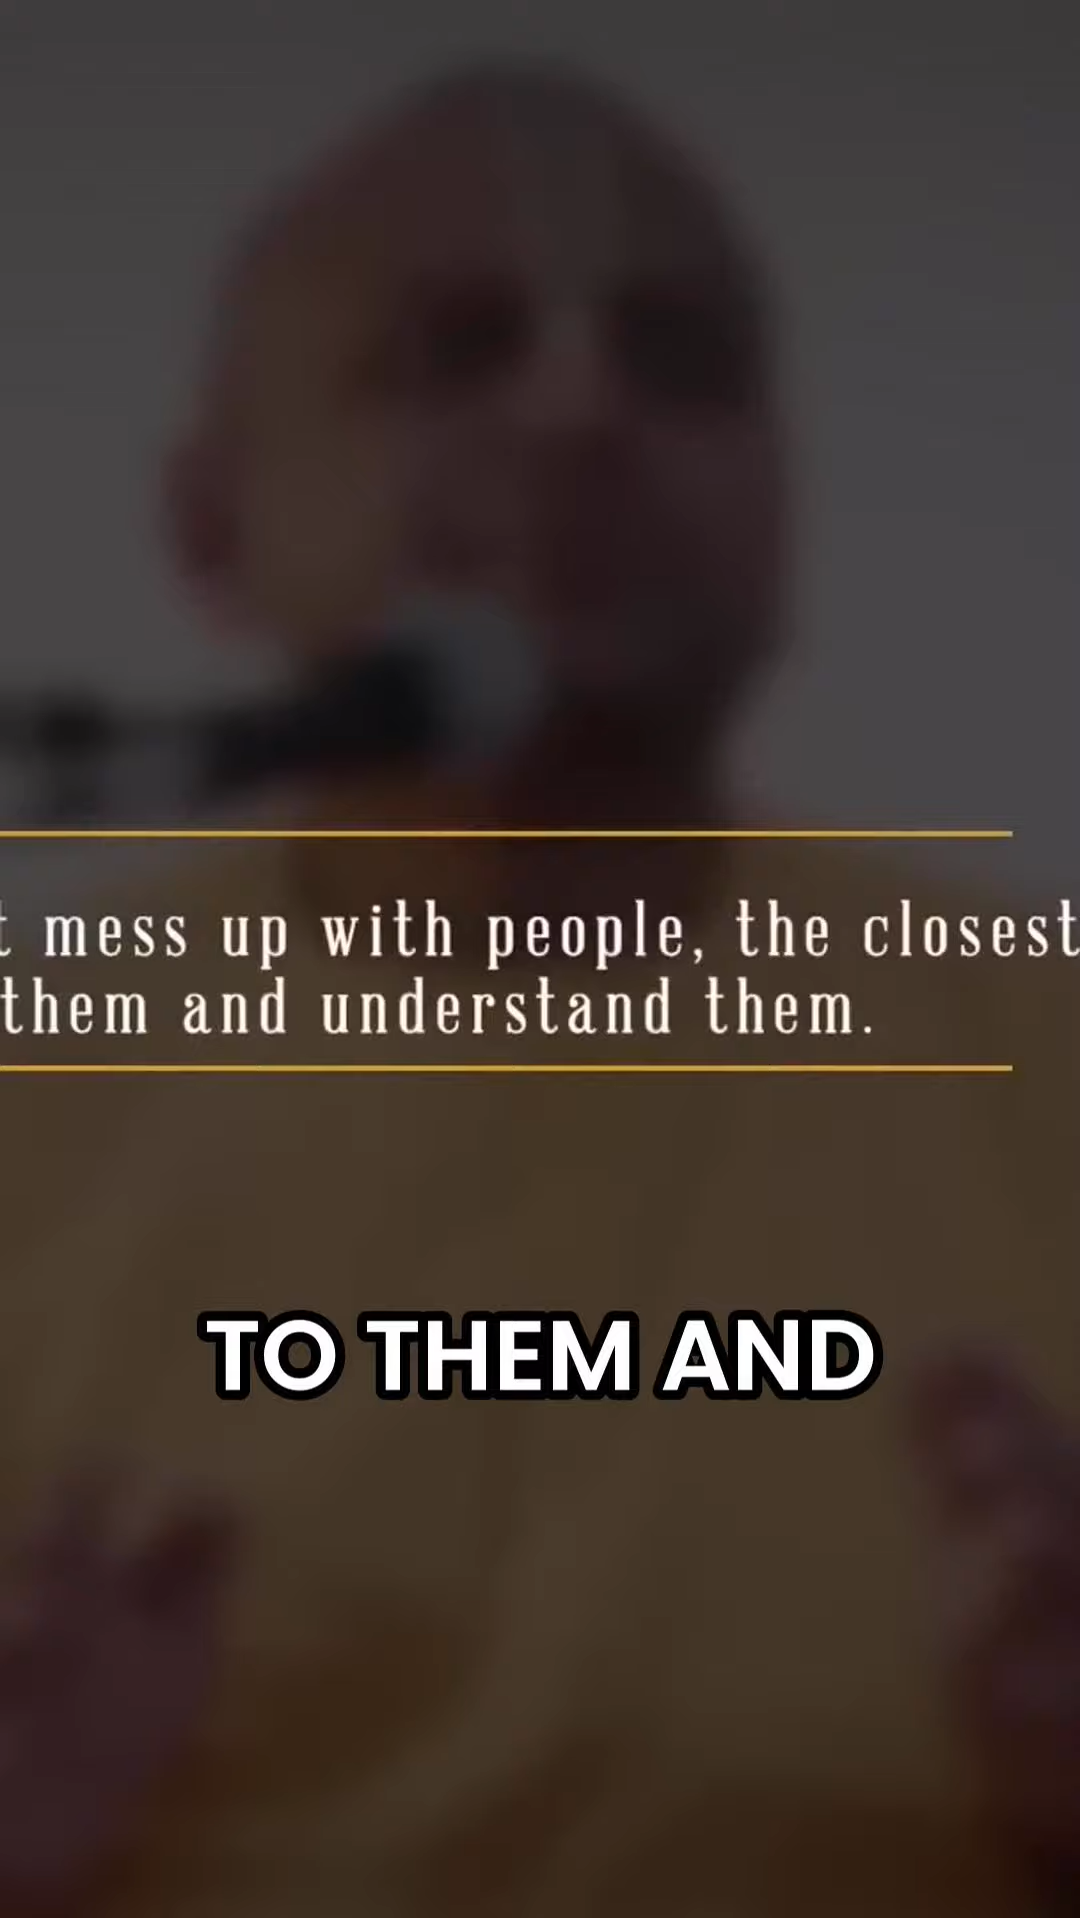 mess up with people, the closest
them and understand them.
TO THEM AND